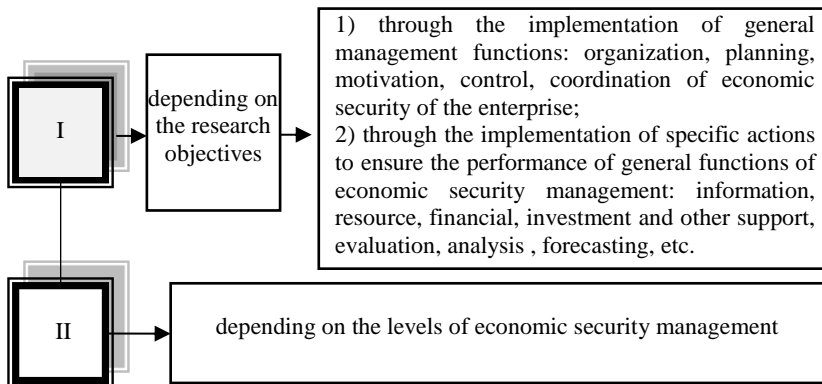 I
depending on
the research
objectives
1) through the implementation of general
management functions: organization, planning,
motivation, control, coordination of economic
security of the enterprise;
2) through the implementation of specific actions
to ensure the performance of general functions of
economic security management: information,
resource, financial, investment and other support,
evaluation, analysis , forecasting, etc.
II
depending on the levels of economic security management